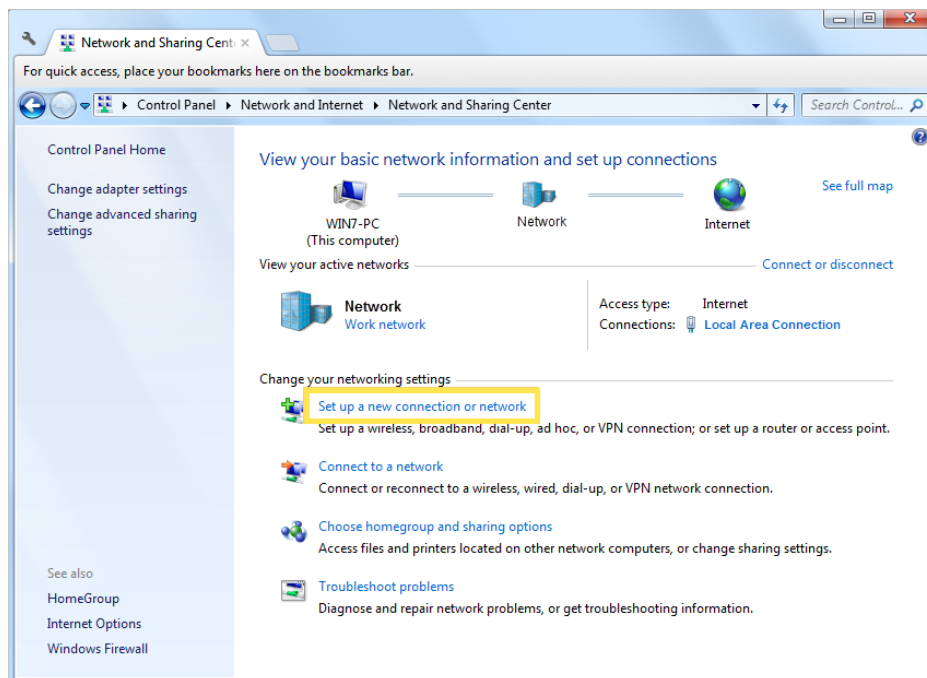 Network and Sharing Cent
For quick access, place your bookmarks here on the bookmarks bar.
Control Panel Network and Internet Network and Sharing Center
Search Control...
Control Panel Home
Change adapter settings
Change advanced sharing
settings
See also
HomeGroup
Internet Options
Windows Firewall
View your basic network information and set up connections
See full map
WIN7-PC
(This computer)
Network
Internet
View your active networks
Connect or disconnect
Network
Work network
Access type: Internet
Connections: Local Area Connection
Change your networking settings
Set up a new connection or network
Set up a wireless, broadband, dial-up, ad hoc, or VPN connection; or set up a router or access point.
Connect to a network
Connect or reconnect to a wireless, wired, dial-up, or VPN network connection.
Choose homegroup and sharing options
Access files and printers located on other network computers, or change sharing settings.
Troubleshoot problems
Diagnose and repair network problems, or get troubleshooting information.